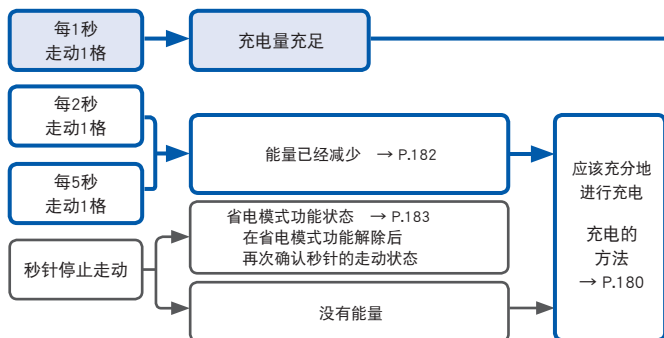 每1秒
走动1格
充电量充足
每2秒
走动1格
每5秒
走动1格
能量已经减少 → P.182
秒针停止走动
省电模式功能状态 → P.183
在省电模式功能解除后
再次确认秒针的走动状态
没有能量
应该充分地
进行充电
充电的
方法
→ P.180